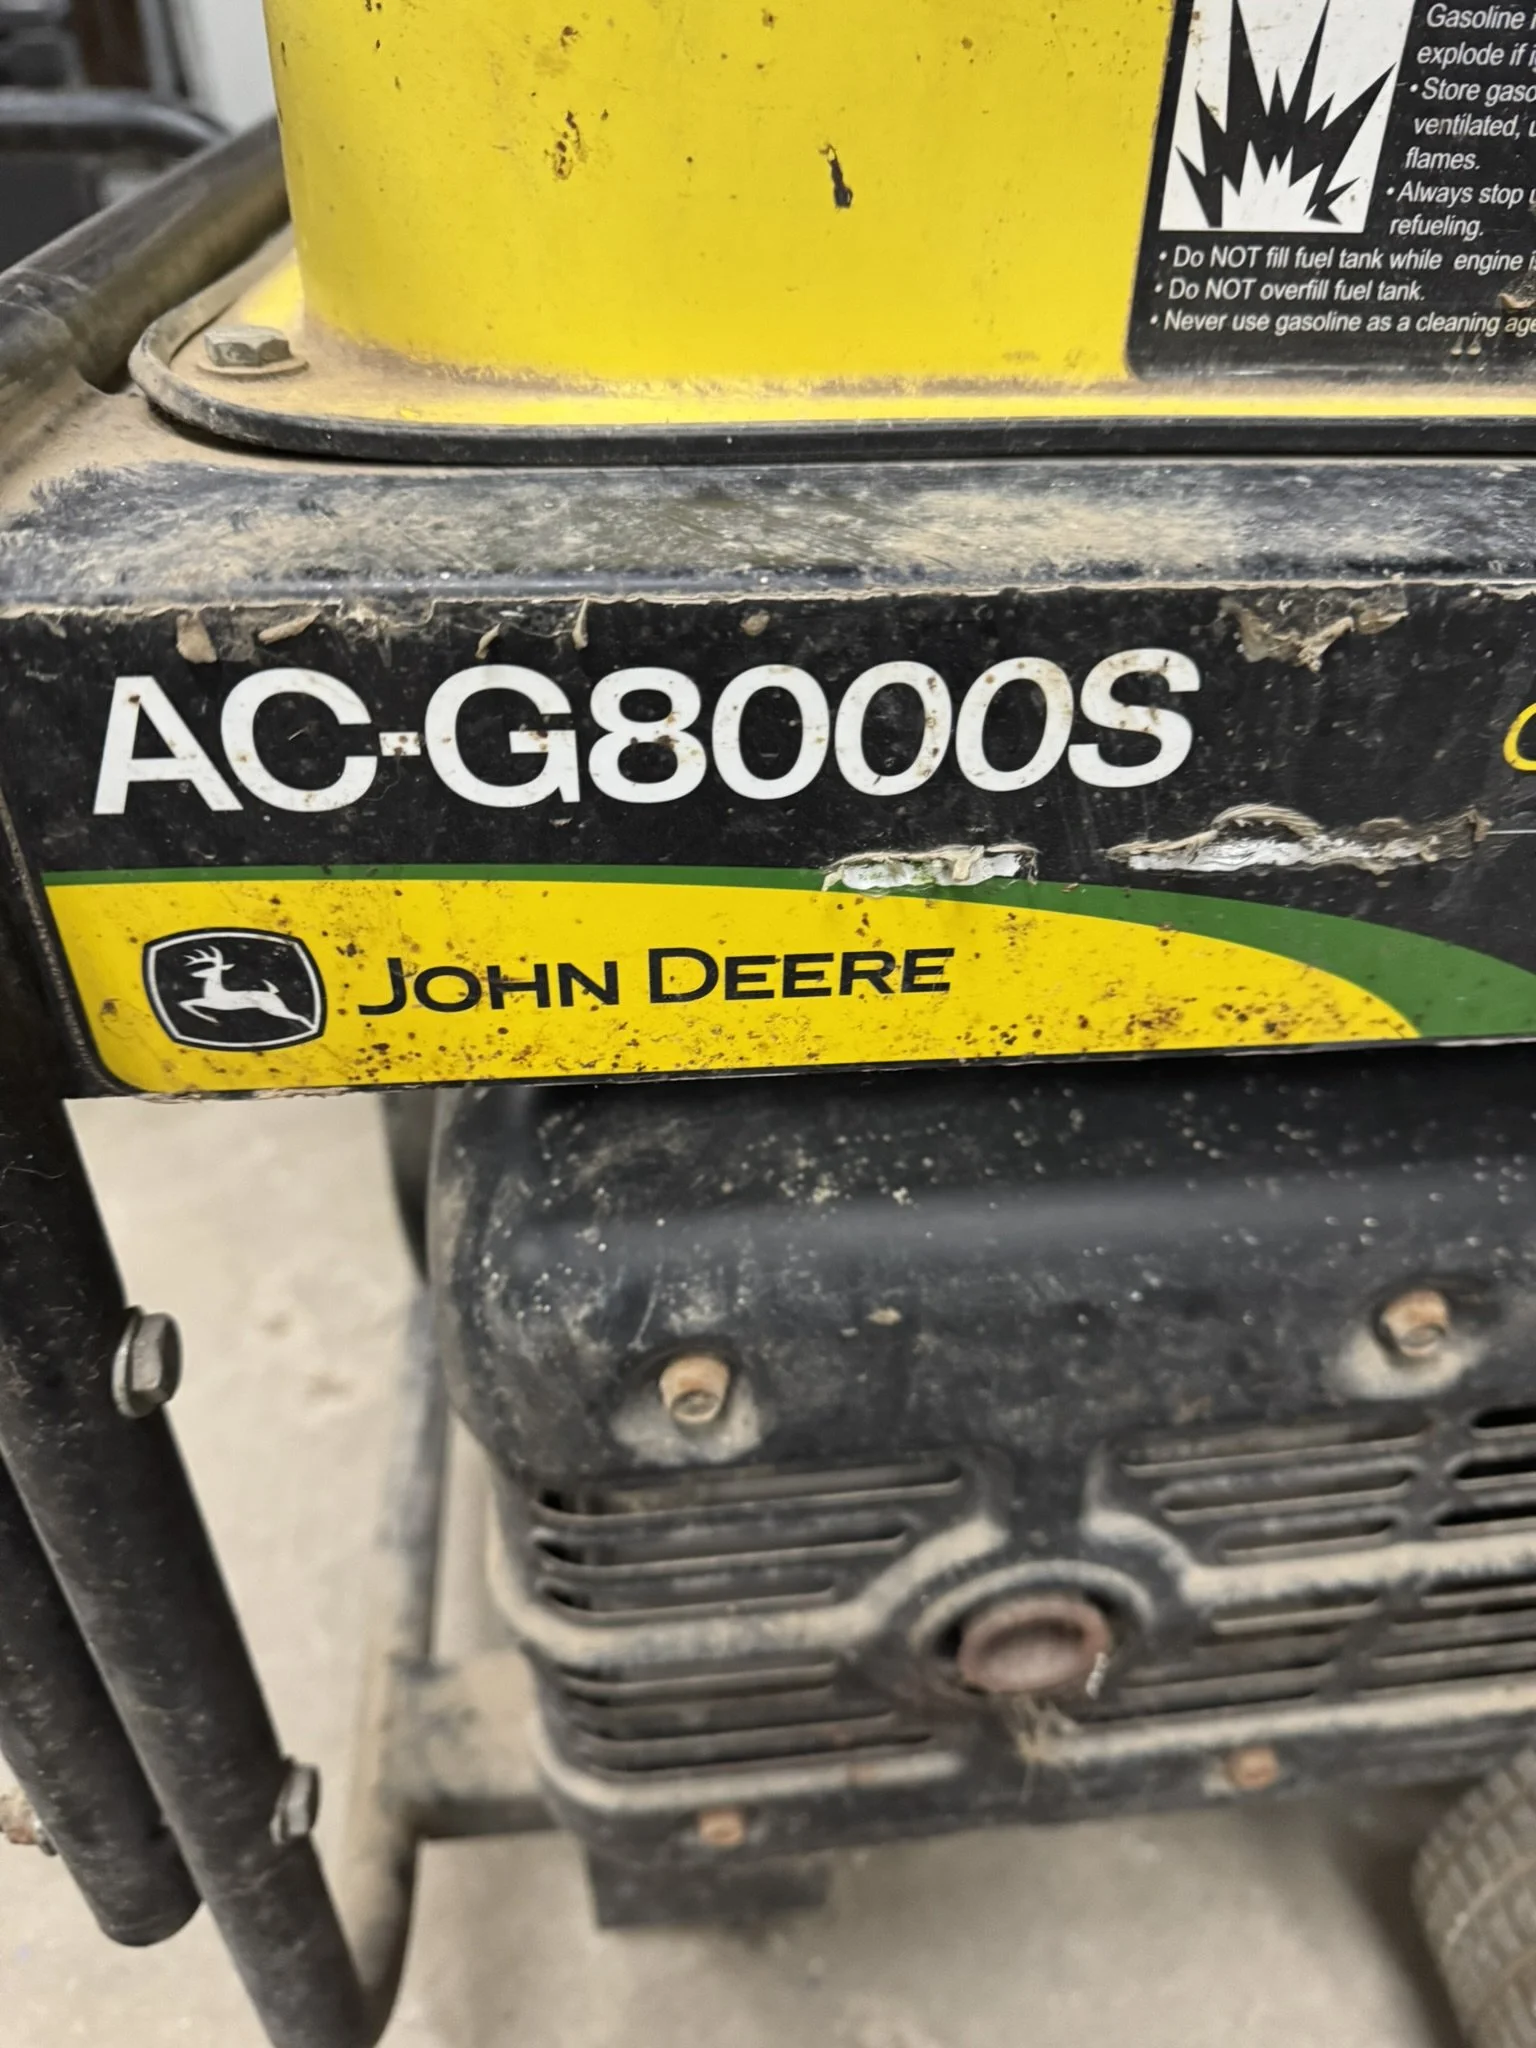 Gasoline
explode if
• Store
ventilated,
flames.
• Always stop
refueling.
• Do NOT fill fuel tank while engine
• Do NOT overfill fuel tank.
• Never use gasoline as a cleaning
AC-G8000S
JOHN DEERE